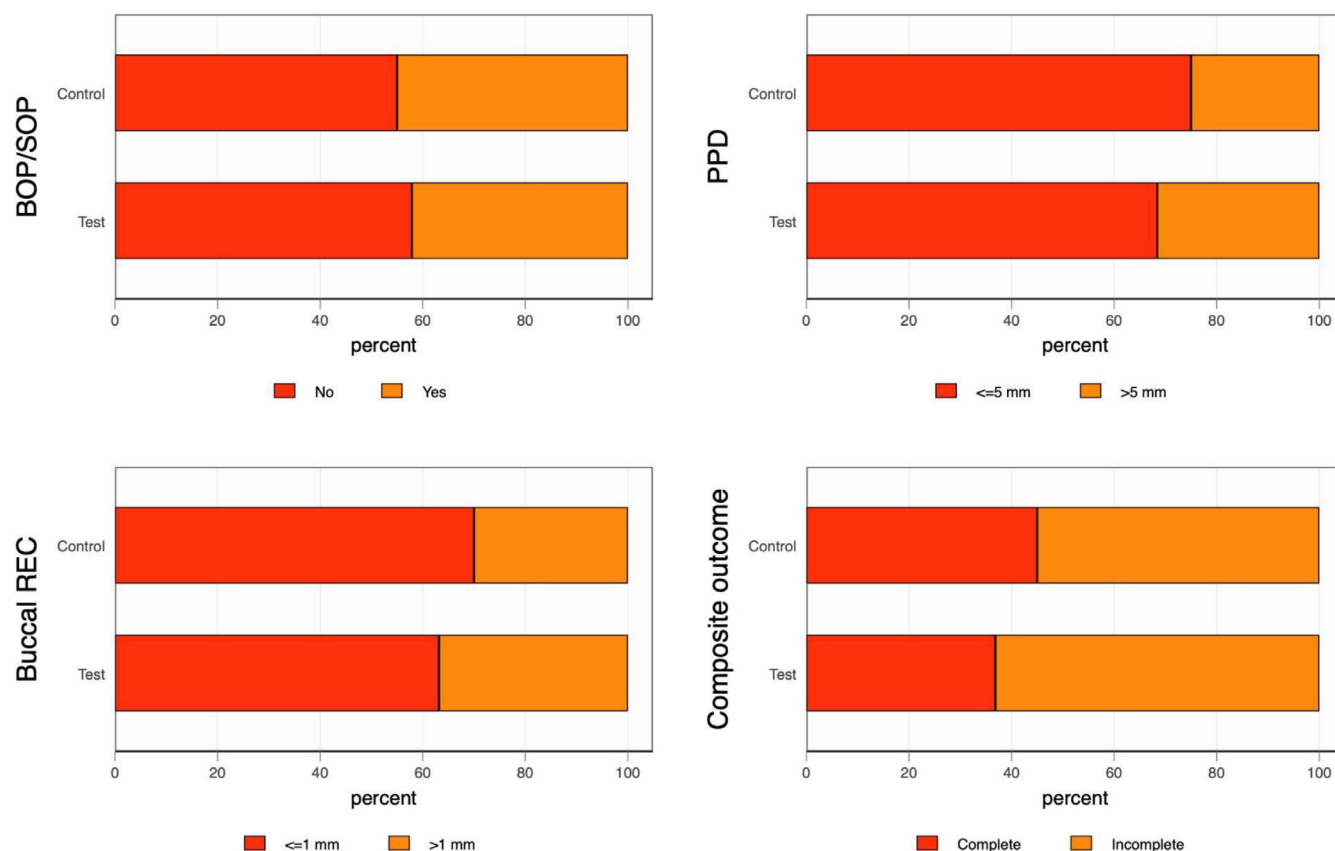 BOP/SOP
Control
Test
0 20 40 60 80 100
percent
No Yes
PPD
Control
Test
0 20 40 60 80 100
percent
<=5 mm >5 mm
Buccal REC
Control
Test
0 20 40 60 80 100
percent
<=1 mm >1 mm
Composite outcome
Control
Test
0 20 40 60 80 100
percent
Complete Incomplete